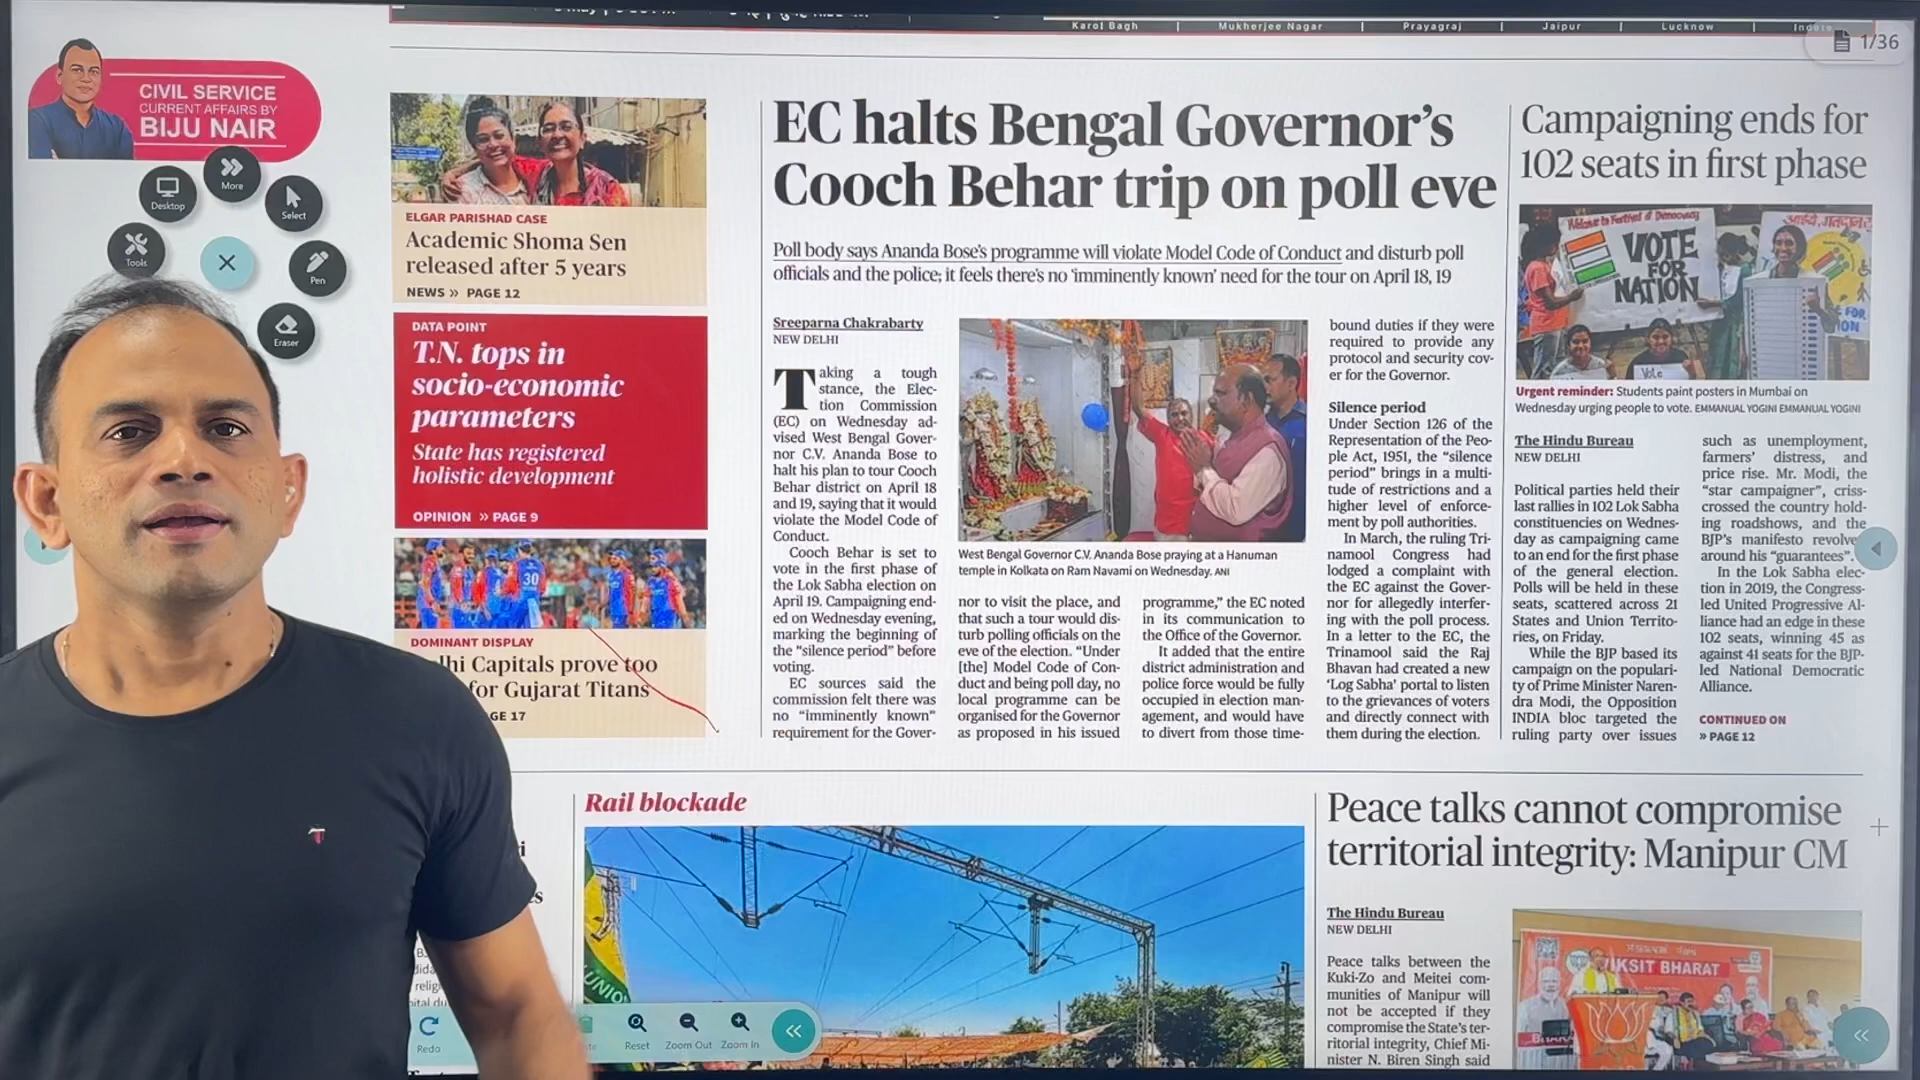 Karol Bagh
Mukherjee Nagar
Prayagraj
Jaipur
Lucknow
1/36
CIVIL SERVICE
CURRENT AFFAIRS BY
BIJU NAIR
More
Desktop
Select
Tools
Pen
Eraser
ELGAR PARISHAD CASE
Academic Shoma Sen
released after 5 years
NEWS » PAGE 12
DATA POINT
T.N. tops in
socio-economic
parameters
State has registered
holistic development
OPINION » PAGE 9
30
DOMINANT DISPLAY
lhi Capitals prove too
for Gujarat Titans
GE 17
EC halts Bengal Governor’s
Cooch Behar trip on poll eve
Poll body says Ananda Bose’s programme will violate Model Code of Conduct and disturb poll
officials and the police; it feels there’s no ‘imminently known’ need for the tour on April 18, 19
Sreeparna Chakrabarty
NEW DELHI
Taking a tough
stance, the Elec-
tion Commission
(EC) on Wednesday ad-
vised West Bengal Gover-
nor C.V. Ananda Bose to
halt his plan to tour Cooch
Behar district on April 18
and 19, saying that it would
violate the Model Code of
Conduct.
Cooch Behar is set to
vote in the first phase of
the Lok Sabha election on
April 19. Campaigning end-
ed on Wednesday evening,
marking the beginning of
the “silence period” before
voting.
EC sources said the
commission felt there was
no “imminently known”
requirement for the Gover-
West Bengal Governor C.V. Ananda Bose praying at a Hanuman
temple in Kolkata on Ram Navami on Wednesday. ANI
nor to visit the place, and
that such a tour would dis-
turb polling officials on the
eve of the election. “Under
[the] Model Code of Con-
duct and being poll day, no
local programme can be
organised for the Governor
as proposed in his issued
programme,” the EC noted
in its communication to
the Office of the Governor.
It added that the entire
district administration and
police force would be fully
occupied in election man-
agement, and would have
to divert from those time-
bound duties if they were
required to provide any
protocol and security cov-
er for the Governor.
Silence period
Under Section 126 of the
Representation of the Peo-
ple Act, 1951, the “silence
period” brings in a multi-
tude of restrictions and a
higher level of enforce-
ment by poll authorities.
In March, the ruling Tri-
namool Congress had
lodged a complaint with
the EC against the Gover-
nor for allegedly interfer-
ing with the poll process.
In a letter to the EC, the
Trinamool said the Raj
Bhavan had created a new
‘Log Sabha’ portal to listen
to the grievances of voters
and directly connect with
them during the election.
Campaigning ends for
102 seats in first phase
Welcome to Festival of Democracy
VOTE
FOR
NATION
Vote
FOR
Urgent reminder: Students paint posters in Mumbai on
Wednesday urging people to vote. EMMANUAL YOGINI EMMANUAL YOGINI
The Hindu Bureau
NEW DELHI
Political parties held their
last rallies in 102 Lok Sabha
constituencies on Wednes-
day as campaigning came
to an end for the first phase
of the general election.
Polls will be held in these
seats, scattered across 21
States and Union Territo-
ries, on Friday.
While the BJP based its
campaign on the populari-
ty of Prime Minister Naren-
dra Modi, the Opposition
INDIA bloc targeted the
ruling party over issues
such as unemployment,
farmers’ distress, and
price rise. Mr. Modi, the
“star campaigner”, criss-
crossed the country hold-
ing roadshows, and the
BJP’s manifesto revolve
around his “guarantees”.
In the Lok Sabha elec-
tion in 2019, the Congress-
led United Progressive Al-
liance had an edge in these
102 seats, winning 45 as
against 41 seats for the BJP-
led National Democratic
Alliance.
CONTINUED ON
» PAGE 12
Rail blockade
UNION
Peace talks cannot compromise
territorial integrity: Manipur CM
The Hindu Bureau
NEW DELHI
Peace talks between the
Kuki-Zo and Meitei com-
munities of Manipur will
not be accepted if they
compromise the State’s ter-
ritorial integrity, Chief Mi-
nister N. Biren Singh said
VIKSIT BHARAT
Redo
Reset
Zoom Out
Zoom In